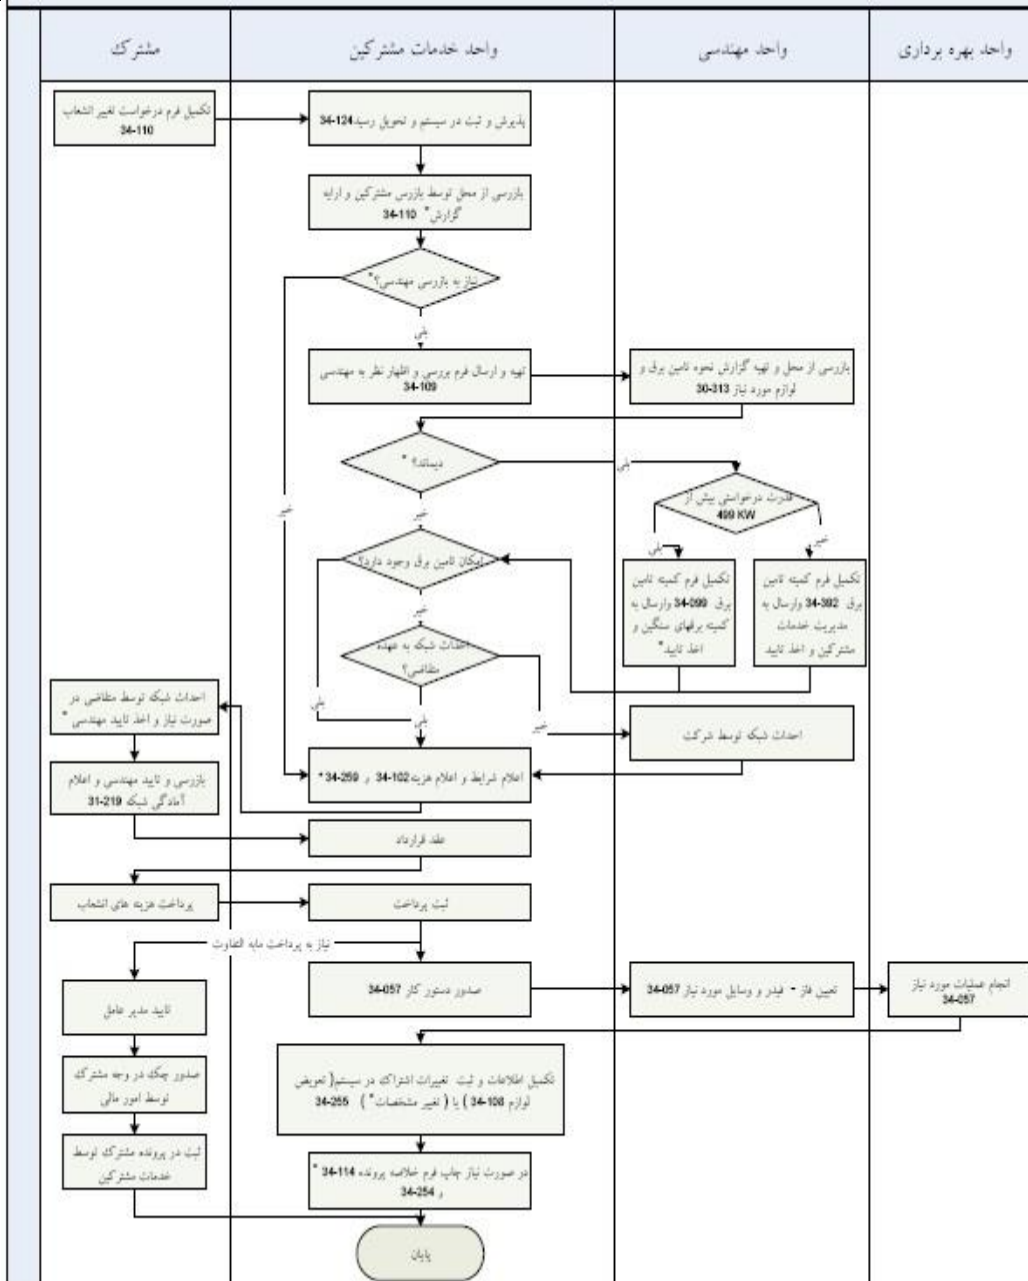 مشترک
واحد خدمات مشترکین
واحد مهندسی
واحد بهره برداری
تکمیل فرم درخواست تغییر انشعاب
34-110
پذیرش و ثبت در سیستم و تحویل رسید 34-124
بازرسی از محل توسط بازرس مشترکین و ارایه
گزارش* 34-110
نیاز به بازرسی مهندسی؟*
بلی
خیر
تهیه و ارسال فرم بررسی و اظهار نظر به مهندسی
34-109
بازرسی از محل و تهیه گزارش نحوه تامین برق و
لوازم مورد نیاز 30-313
دیماند؟ *
بلی
خیر
قدرت درخواستی بیش از
499 KW
بلی
خیر
امکان تامین برق وجود دارد؟
بلی
خیر
تکمیل فرم کمیته تامین
برق 34-099 وارسال به
کمیته برقهای سنگین و
اخذ تایید*
تکمیل فرم کمیته تامین
برق 34-392 وارسال به
مدیریت خدمات
مشترکین و اخذ تایید
احداث شبکه به عهده
متقاضی؟
بلی
خیر
احداث شبکه توسط متقاضی در
صورت نیاز و اخذ تایید مهندسی *
احداث شبکه توسط شرکت
اعلام شرایط و اعلام هزینه 34-102 و 34-259*
بازرسی و تایید مهندسی و اعلام
آمادگی شبکه 31-219
عقد قرارداد
پرداخت هزینه های انشعاب
ثبت پرداخت
نیاز به پرداخت مابه التفاوت
تایید مدیر عامل
صدور دستور کار 34-057
تعیین فاز - فیدر و وسایل مورد نیاز 34-057
انجام عملیات مورد نیاز
34-057
صدور چک در وجه مشترک
توسط امور مالی
تکمیل اطلاعات و ثبت تغییرات اشتراک در سیستم( تعویض
لوازم 34-108 ) یا ( تغییر مشخصات* ) 34-255
ثبت در پرونده مشترک توسط
خدمات مشترکین
در صورت نیاز چاپ فرم خلاصه پرونده 34-114 *
و 34-254
پایان